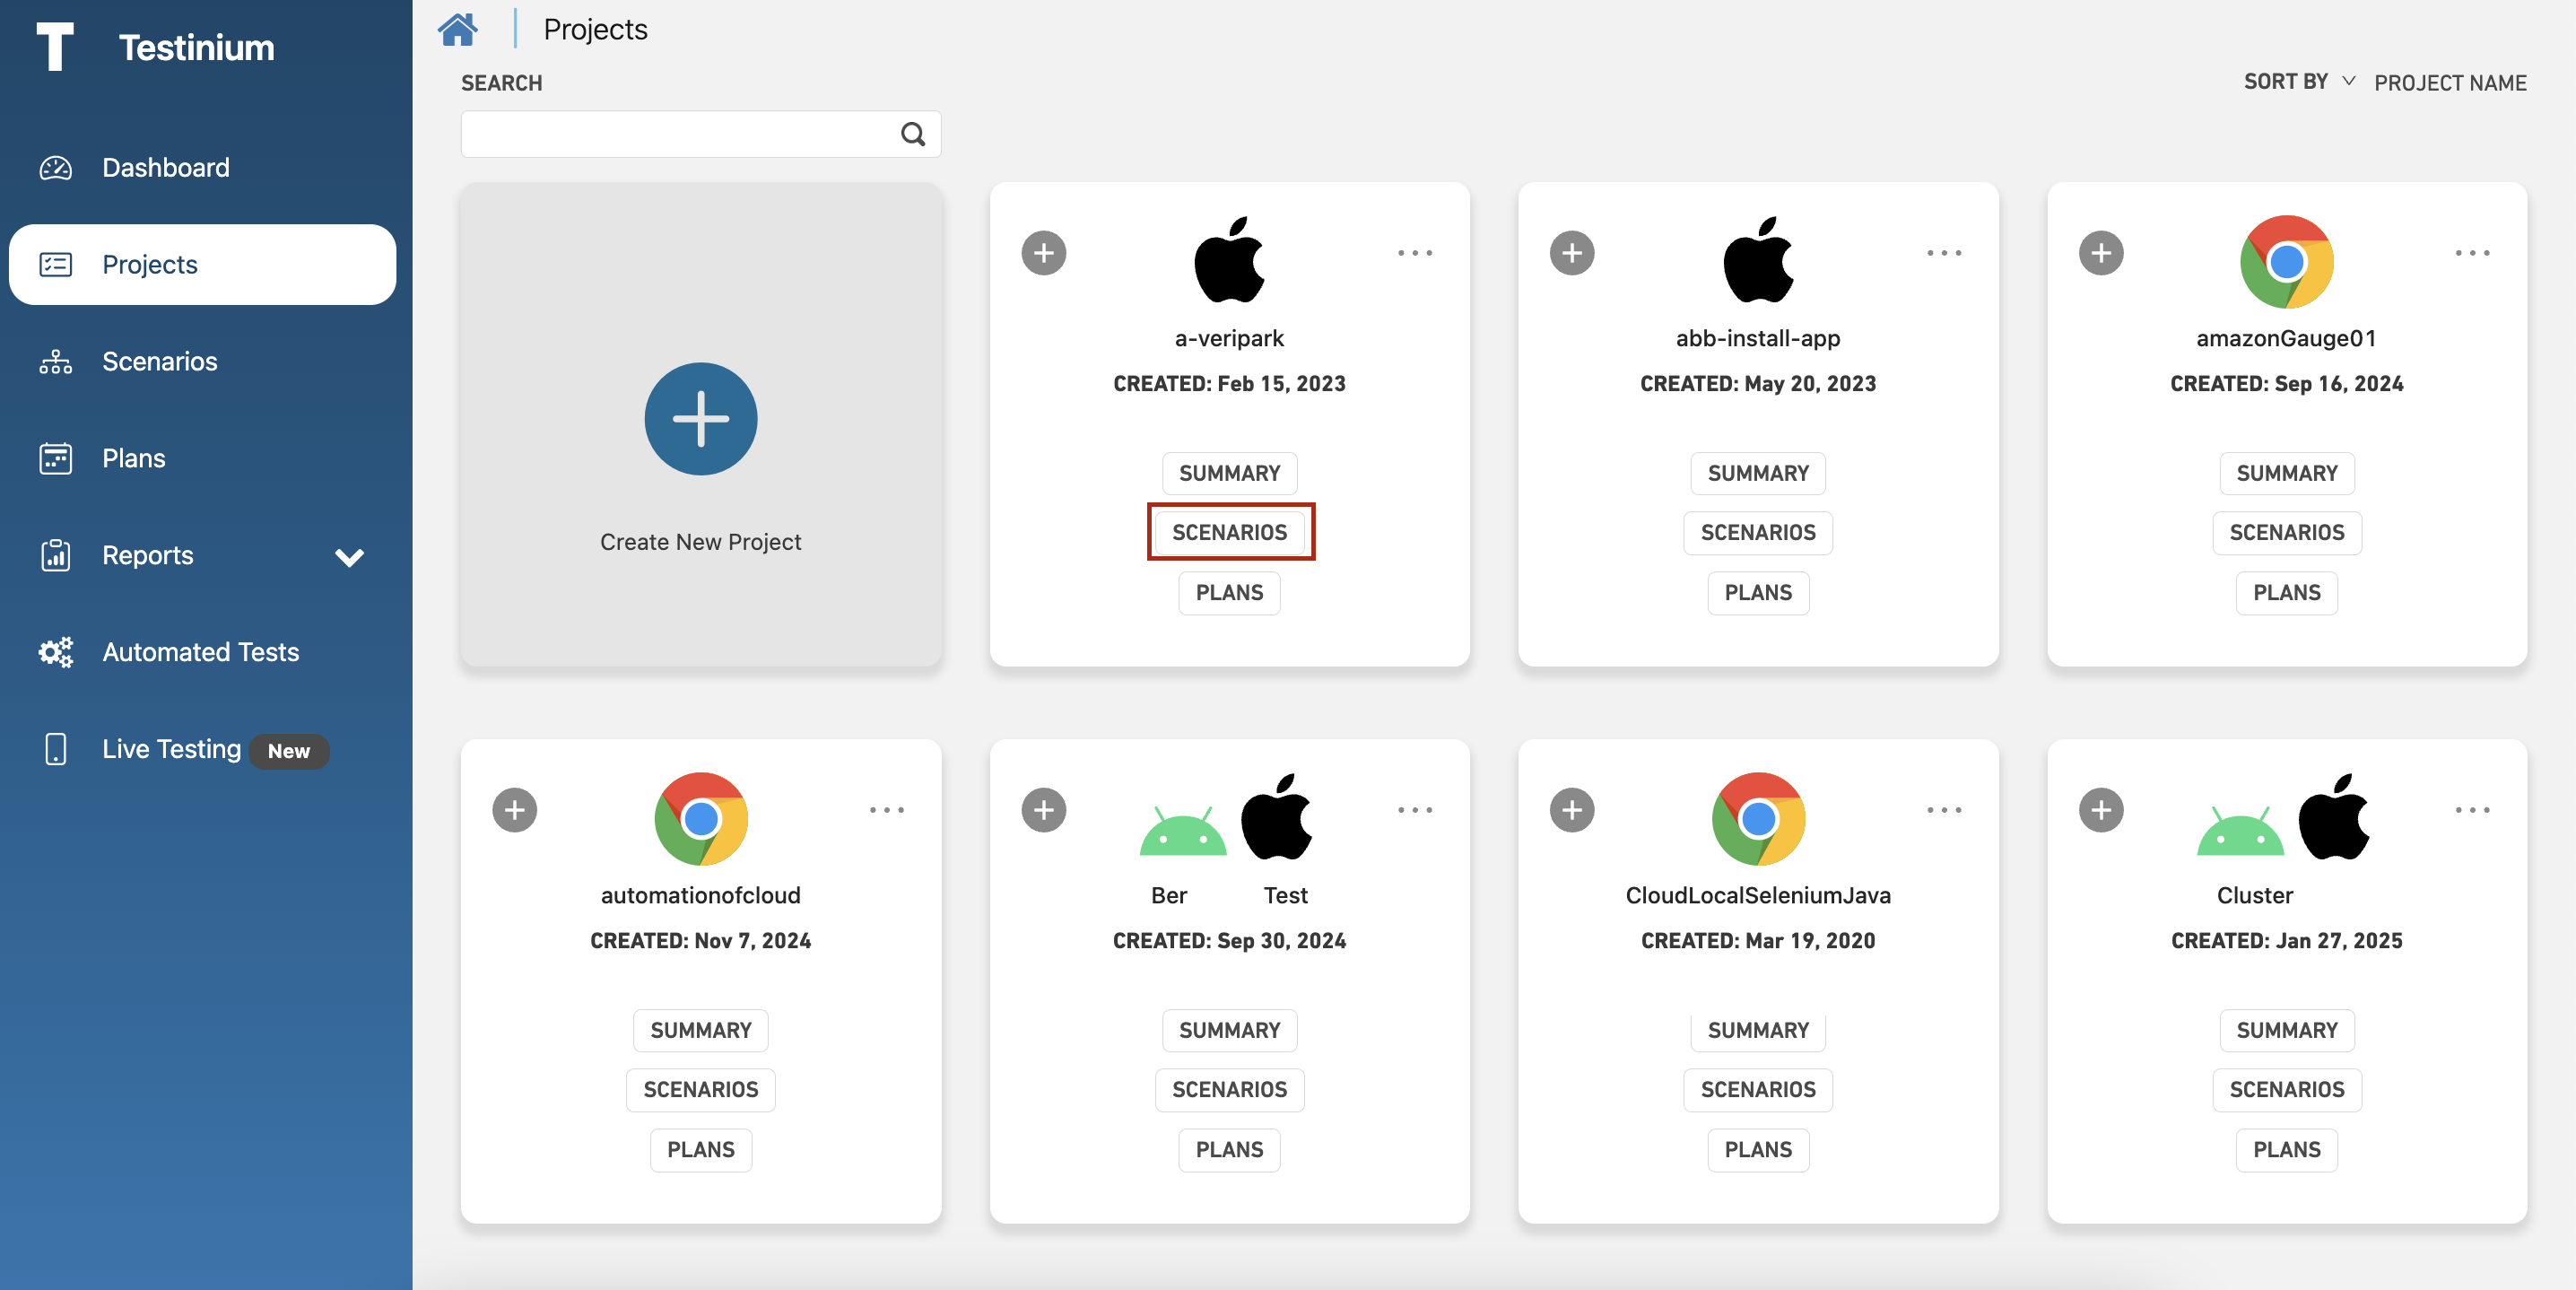 Testinium
Dashboard
Projects
Scenarios
Plans
Reports
Automated Tests
Live Testing New
Projects
SEARCH
SORT BY PROJECT NAME
Create New Project
a-veripark
CREATED: Feb 15, 2023
SUMMARY
SCENARIOS
PLANS
abb-install-app
CREATED: May 20, 2023
SUMMARY
SCENARIOS
PLANS
amazonGauge01
CREATED: Sep 16, 2024
SUMMARY
SCENARIOS
PLANS
automationofcloud
CREATED: Nov 7, 2024
SUMMARY
SCENARIOS
PLANS
Ber Test
CREATED: Sep 30, 2024
SUMMARY
SCENARIOS
PLANS
CloudLocalSeleniumJava
CREATED: Mar 19, 2020
SUMMARY
SCENARIOS
PLANS
Cluster
CREATED: Jan 27, 2025
SUMMARY
SCENARIOS
PLANS